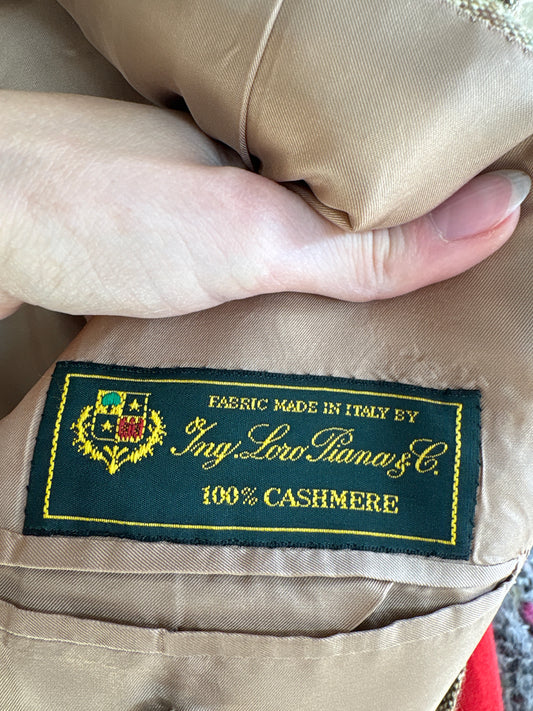 FABRIC MADE IN ITALY BY
Ing. Loro Piana & C.
100% CASHMERE